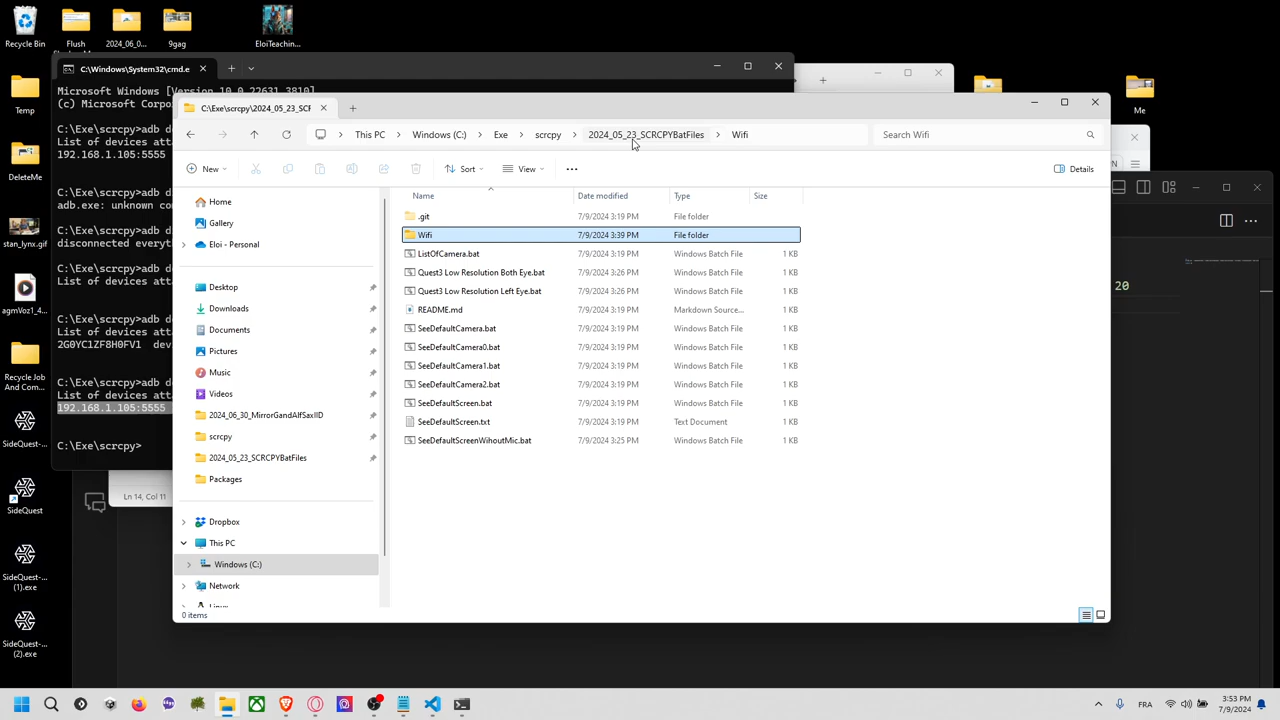 Recycle Bin
Flush
2024_06_0...
9gag
EloiTeaching
Temp
DeleteMe
stan_lynx.gif
agmVoz1_4...
Recycle Job
And Com...
SideQuest-...
SideQuest
SideQuest-...
(1).exe
SideQuest-...
(2).exe
Me
C:\Windows\System32\cmd.e
Microsoft Windows [Version 10.0.22631.3810]
(c) Microsoft Corpor
C:\Exe\scrcpy>adb de
List of devices atta
192.168.1.105:5555
C:\Exe\scrcpy>adb d
adb.exe: unknown com
C:\Exe\scrcpy>adb d
disconnected everyt
C:\Exe\scrcpy>adb d
List of devices atta
C:\Exe\scrcpy>adb de
List of devices atta
2G0YC1ZF8H0FV1 dev
C:\Exe\scrcpy>adb de
List of devices atta
192.168.1.105:5555
C:\Exe\scrcpy>
Ln 14, Col 11
20
C:\Exe\scrcpy\2024_05_23_SCF
This PC
Windows (C:)
Exe
scrcpy
2024_05_23_SCRCPYBatFiles
Wifi
Search Wifi
New
Sort
View
Details
Home
Gallery
Eloi - Personal
Desktop
Downloads
Documents
Pictures
Music
Videos
2024_06_30_MirrorGandAlfSaxIID
scrcpy
2024_05_23_SCRCPYBatFiles
Packages
Dropbox
This PC
Windows (C:)
Network
Linux
0 items
Name Date modified Type Size
.git 7/9/2024 3:19 PM File folder
Wifi 7/9/2024 3:39 PM File folder
ListOfCamera.bat 7/9/2024 3:19 PM Windows Batch File 1 KB
Quest3 Low Resolution Both Eye.bat 7/9/2024 3:26 PM Windows Batch File 1 KB
Quest3 Low Resolution Left Eye.bat 7/9/2024 3:26 PM Windows Batch File 1 KB
README.md 7/9/2024 3:19 PM Markdown Source... 1 KB
SeeDefaultCamera.bat 7/9/2024 3:19 PM Windows Batch File 1 KB
SeeDefaultCamera0.bat 7/9/2024 3:19 PM Windows Batch File 1 KB
SeeDefaultCamera1.bat 7/9/2024 3:19 PM Windows Batch File 1 KB
SeeDefaultCamera2.bat 7/9/2024 3:19 PM Windows Batch File 1 KB
SeeDefaultScreen.bat 7/9/2024 3:19 PM Windows Batch File 1 KB
SeeDefaultScreen.txt 7/9/2024 3:19 PM Text Document 1 KB
SeeDefaultScreenWihoutMic.bat 7/9/2024 3:25 PM Windows Batch File 1 KB
FRA
3:53 PM
7/9/2024